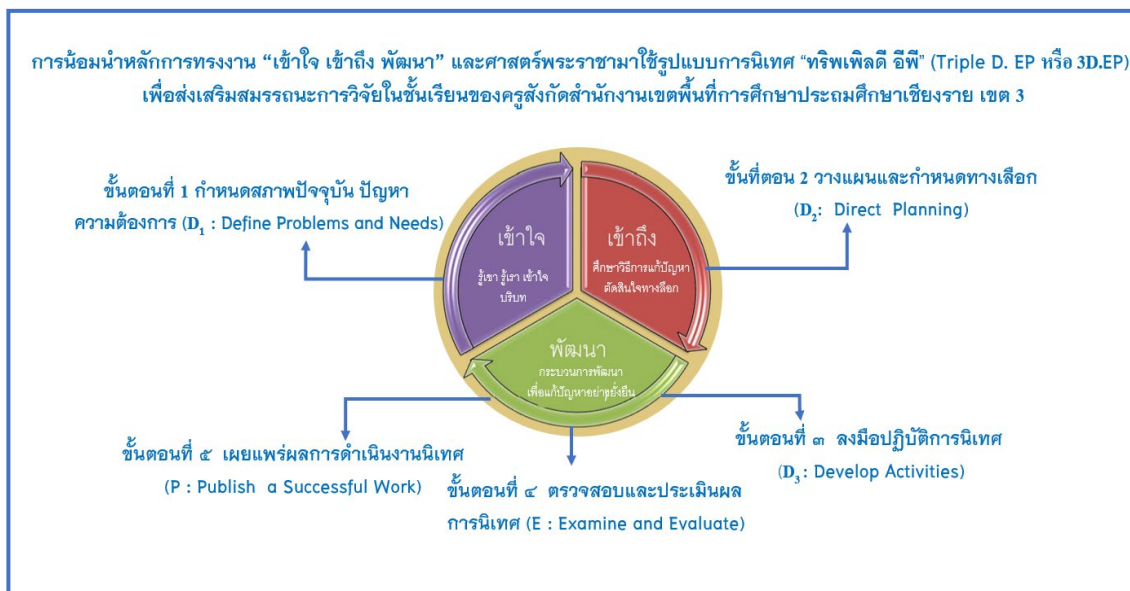 การน้อมนำหลักการทรงงาน “เข้าใจ เข้าถึง พัฒนา” และศาสตร์พระราชามาใช้รูปแบบการนิเทศ “ทริพเพิลดี อีพี” (Triple D. EP หรือ 3D.EP)
เพื่อส่งเสริมสมรรถนะการวิจัยในชั้นเรียนของครูสังกัดสำนักงานเขตพื้นที่การศึกษาประถมศึกษาเชียงราย เขต 3
ขั้นตอนที่ 1 กำหนดสภาพปัจจุบัน ปัญหา
ความต้องการ (D₁ : Define Problems and Needs)
ขั้นที่ตอน 2 วางแผนและกำหนดทางเลือก
(D₂: Direct Planning)
เข้าใจ
รู้เขา รู้เรา เข้าใจ
บริบท
เข้าถึง
ศึกษาวิธีการแก้ปัญหา
ตัดสินใจทางเลือก
พัฒนา
กระบวนการพัฒนา
เพื่อแก้ปัญหาอย่างยั่งยืน
ขั้นตอนที่ ๓ ลงมือปฏิบัติการนิเทศ
(D₃ : Develop Activities)
ขั้นตอนที่ ๔ ตรวจสอบและประเมินผล
การนิเทศ (E : Examine and Evaluate)
ขั้นตอนที่ ๕ เผยแพร่ผลการดำเนินงานนิเทศ
(P : Publish a Successful Work)